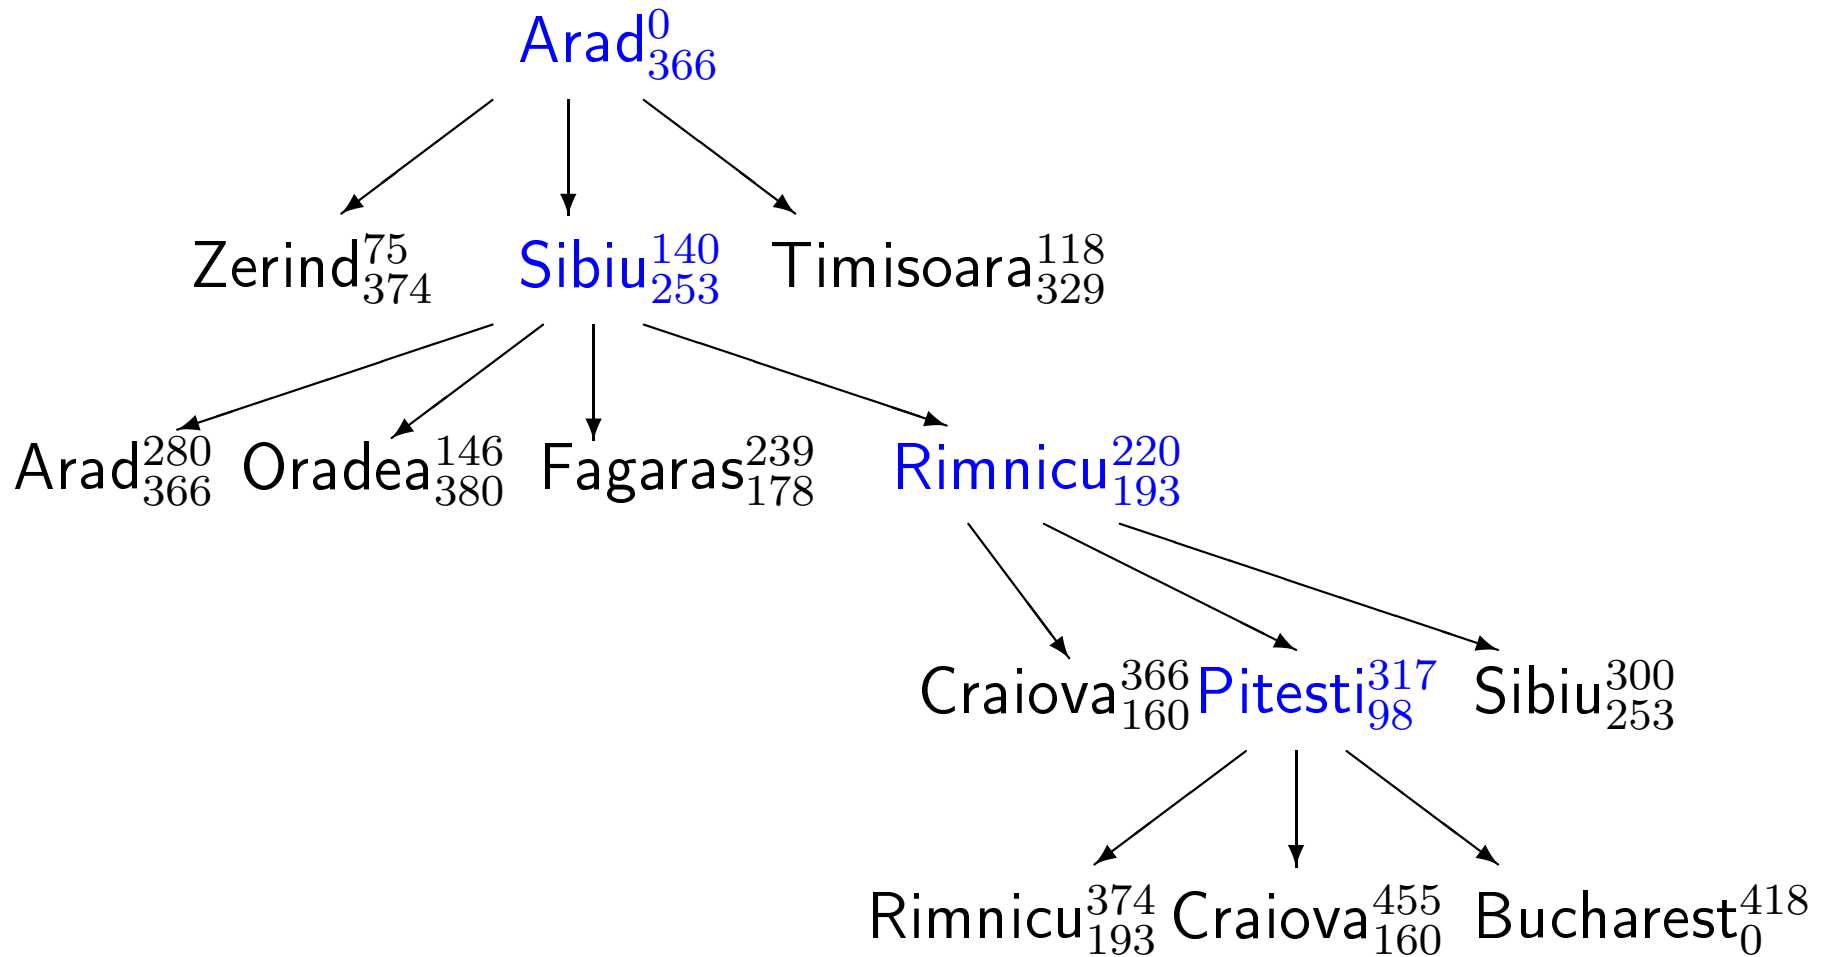 Arad 0 366
Zerind 75 374 Sibiu 140 253 Timisoara 118 329
Arad 280 366 Oradea 146 380 Fagaras 239 178 Rimnicu 220 193
Craiova 366 160 Pitesti 317 98 Sibiu 300 253
Rimnicu 374 193 Craiova 455 160 Bucharest 418 0